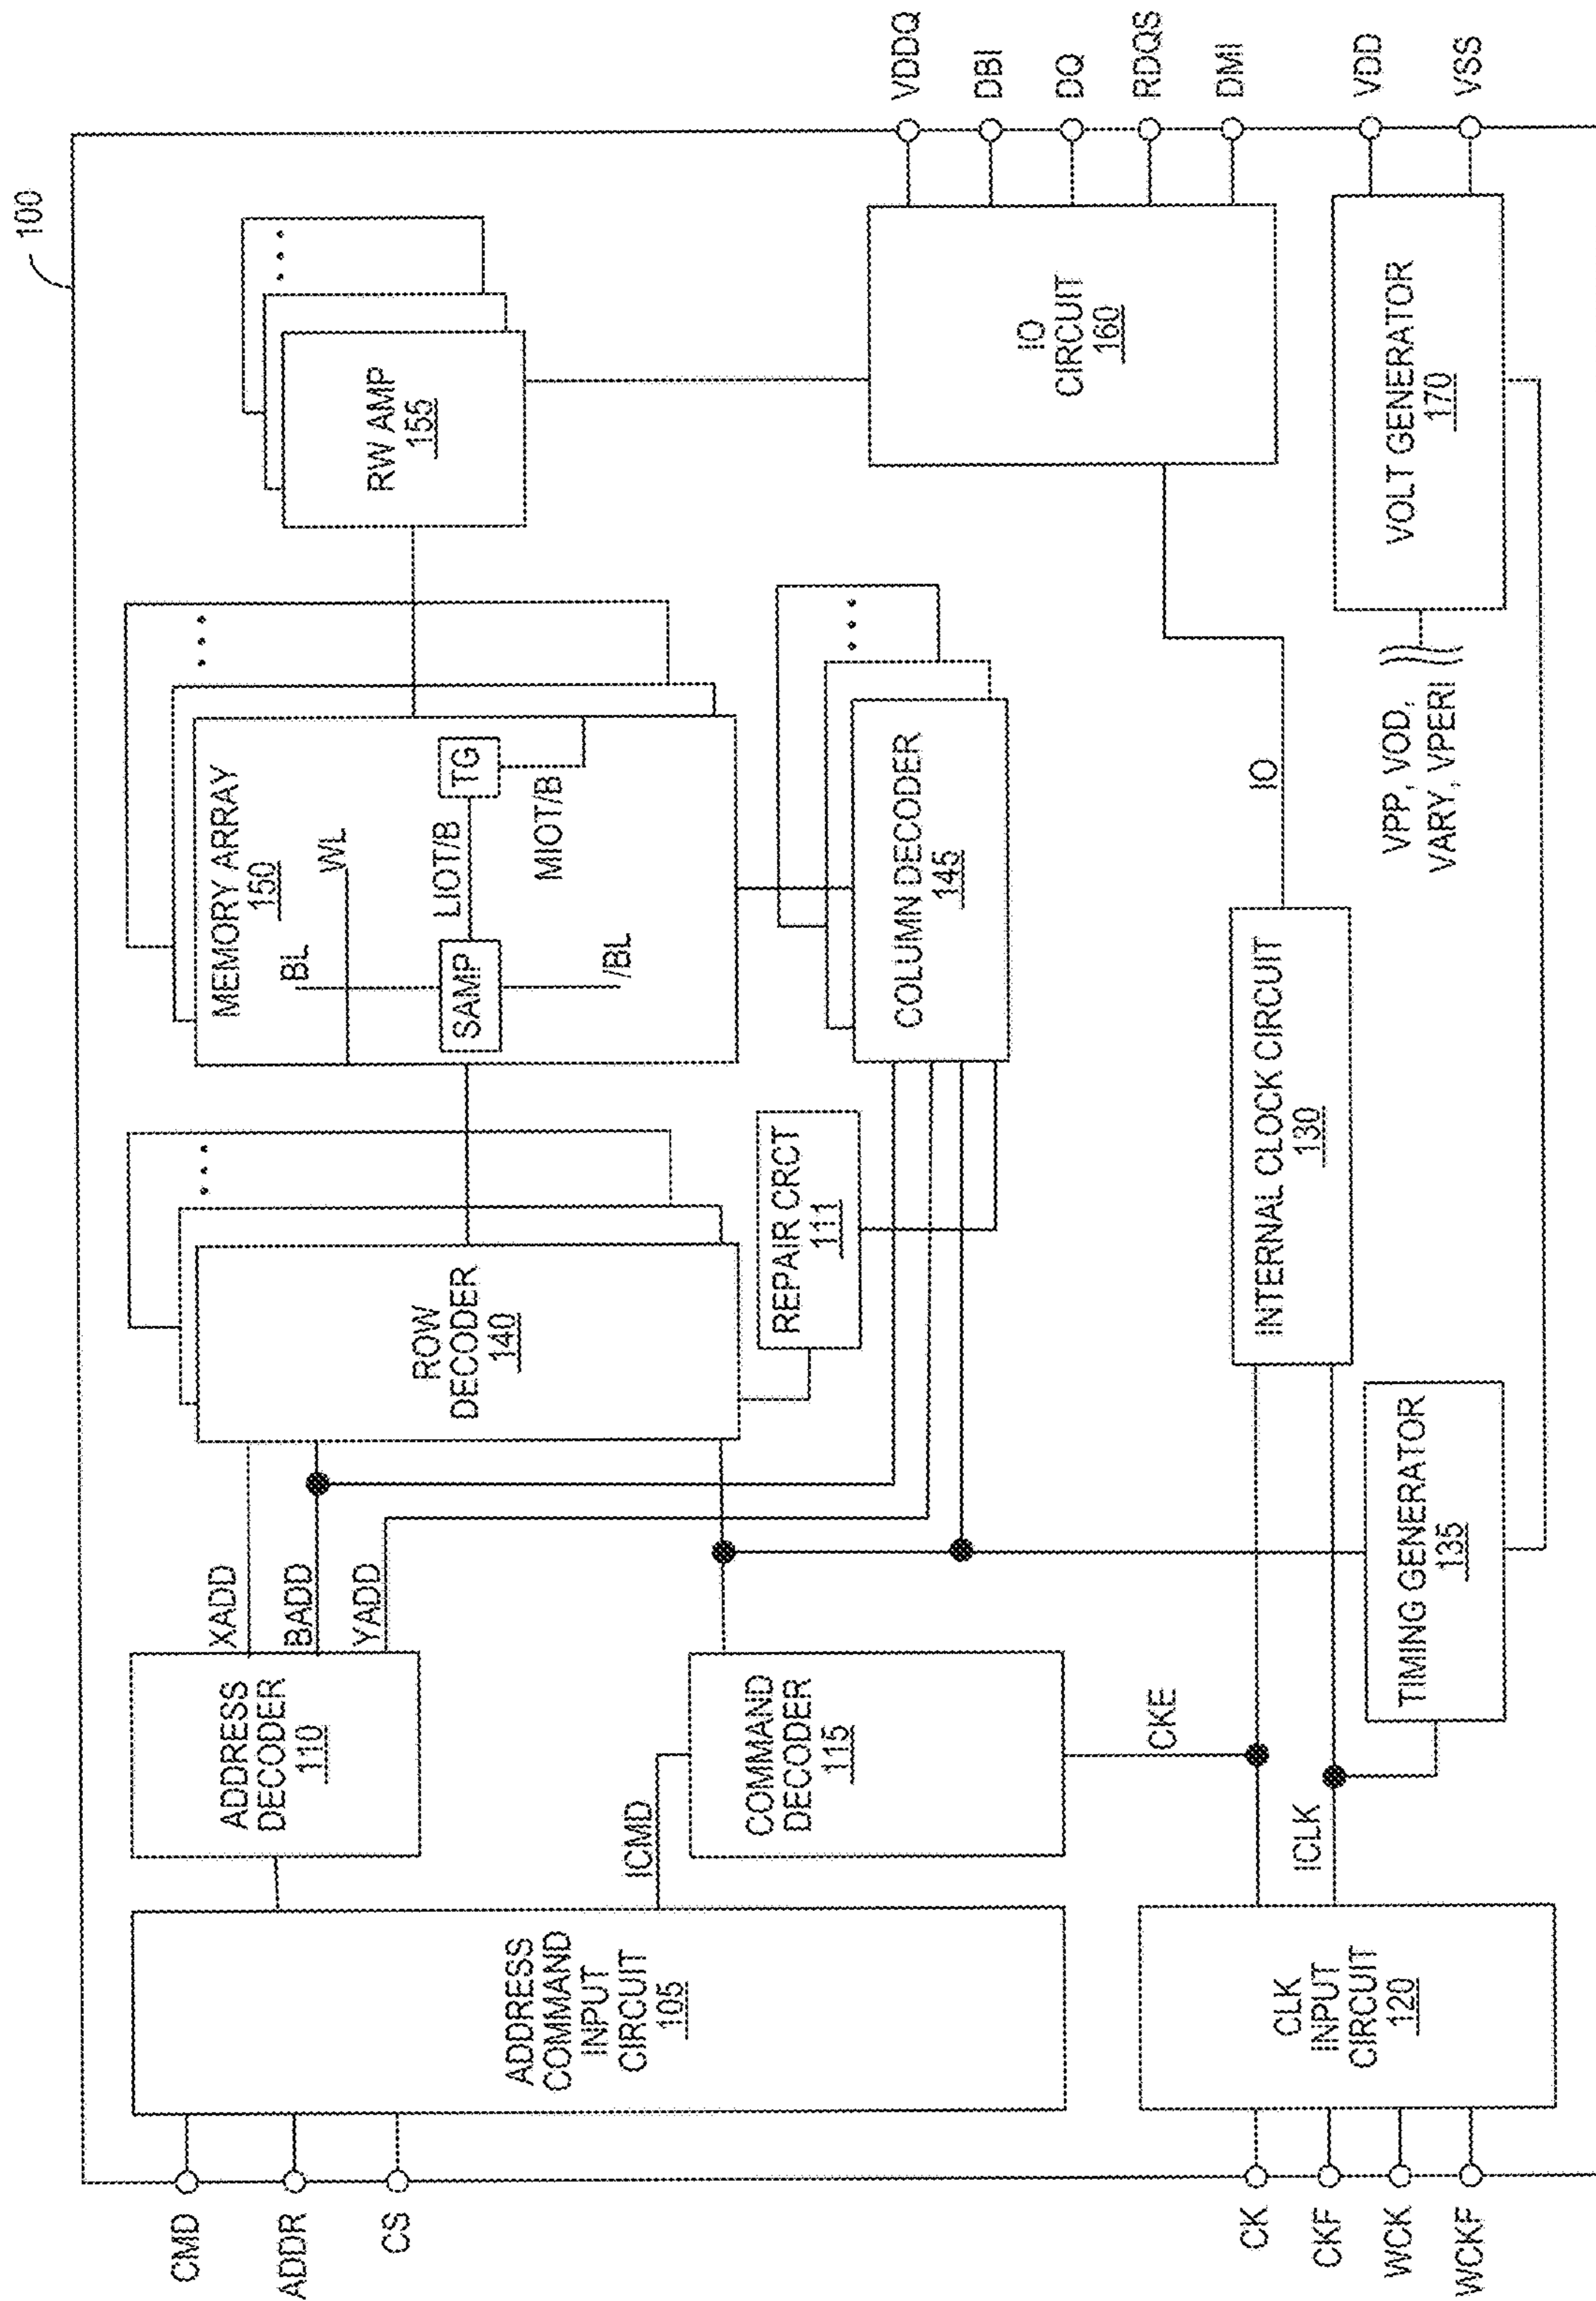 100
CMD
ADDR
CS
CK
CKF
WCK
WCKF
ADDRESS
COMMAND
INPUT
CIRCUIT
105
CLK
INPUT
CIRCUIT
120
ADDRESS
DECODER
110
ICMD
COMMAND
DECODER
115
CKE
ICLK
XADD
BADD
YADD
TIMING GENERATOR
135
ROW
DECODER
140
REPAIR CRCT
111
INTERNAL CLOCK CIRCUIT
130
MEMORY ARRAY
150
BL
WL
SAMP
LIOT/B
TG
/BL
MIOT/B
COLUMN DECODER
145
IO
VPP, VOD,
VARY, VPERI
RW AMP
155
IO
CIRCUIT
160
VOLT GENERATOR
170
VDDQ
DBI
DQ
RDQS
DMI
VDD
VSS